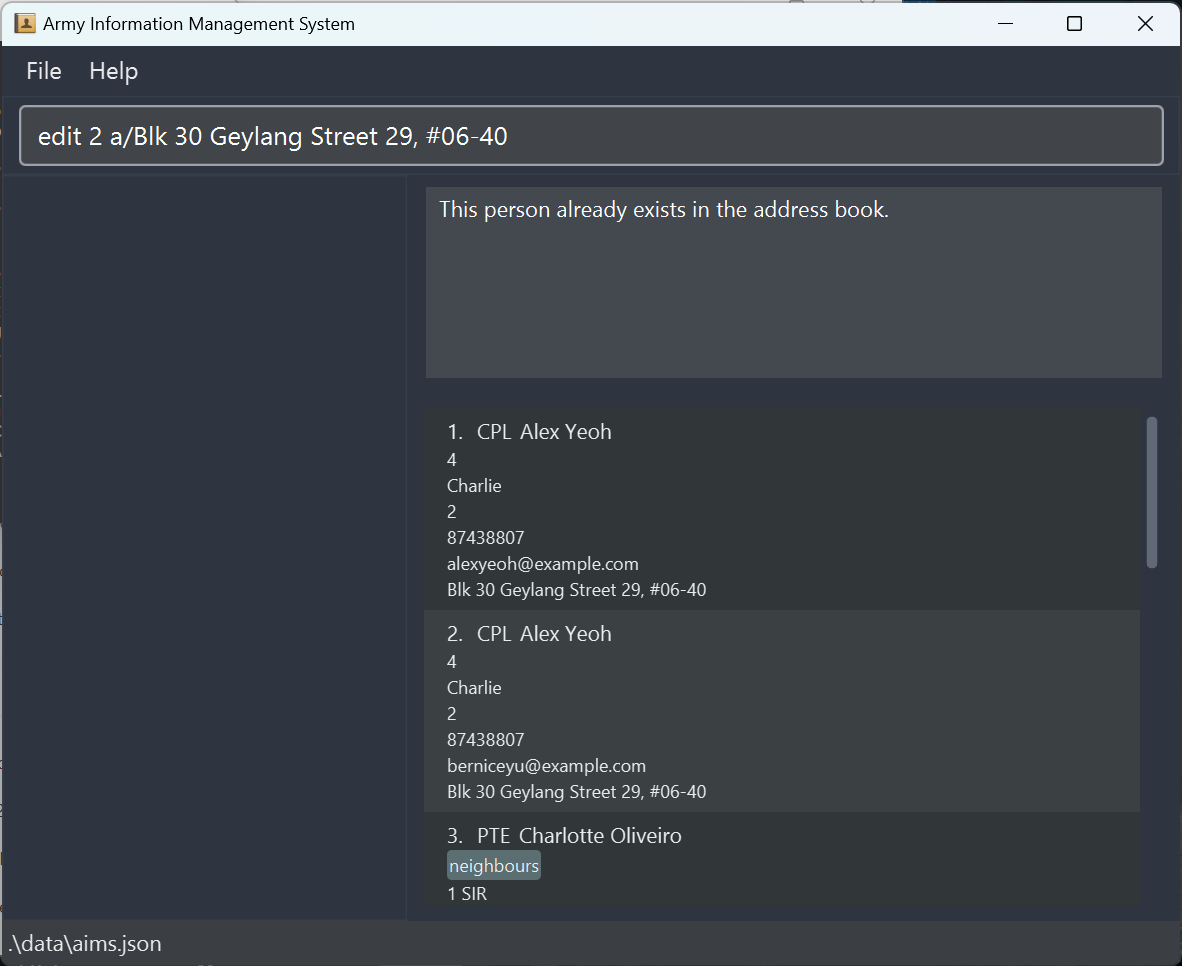 Army Information Management System
File Help
edit 2 a/Blk 30 Geylang Street 29, #06-40
This person already exists in the address book.
1. CPL Alex Yeoh
4
Charlie
2
87438807
alexyeoh@example.com
Blk 30 Geylang Street 29, #06-40
2. CPL Alex Yeoh
4
Charlie
2
87438807
berniceyu@example.com
Blk 30 Geylang Street 29, #06-40
3. PTE Charlotte Oliveiro
neighbours
1 SIR
.\data\aims.json